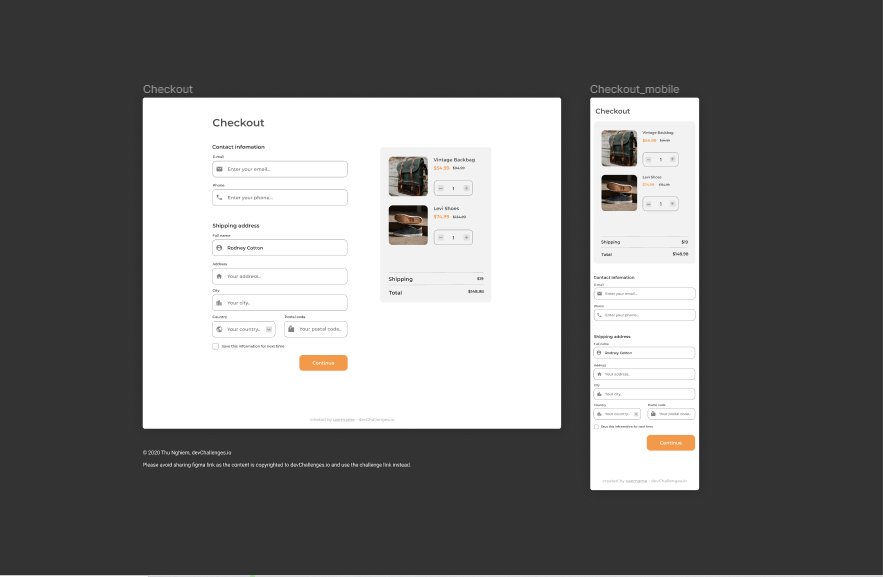 Checkout
Checkout
Contact infomation
E-mail
Enter your email...
Phone
Enter your phone...
Shipping address
Full name
Rodney Cotton
Address
Your address..
City
Your city..
Country
Postal code
Your country..
Your postal code..
Save this information for next time
Continue
Vintage Backbag
$54.99 $94.99
1
Levi Shoes
$74.99 $124.99
1
Shipping $19
Total $148.98
created by username - devChallenges.io
© 2020 Thu Nghiem, devChallenges.io
Please avoid sharing figma link as the content is copyrighted to devChallenges.io and use the challenge link instead.
Checkout_mobile
Checkout
Vintage Backbag
$54.99 $94.99
1
Levi Shoes
$74.99 $124.99
1
Shipping $19
Total $148.98
Contact infomation
E-mail
Enter your email...
Phone
Enter your phone...
Shipping address
Full name
Rodney Cotton
Address
Your address..
City
Your city..
Country
Postal code
Your country..
Your postal code..
Save this information for next time
Continue
created by username - devChallenges.io